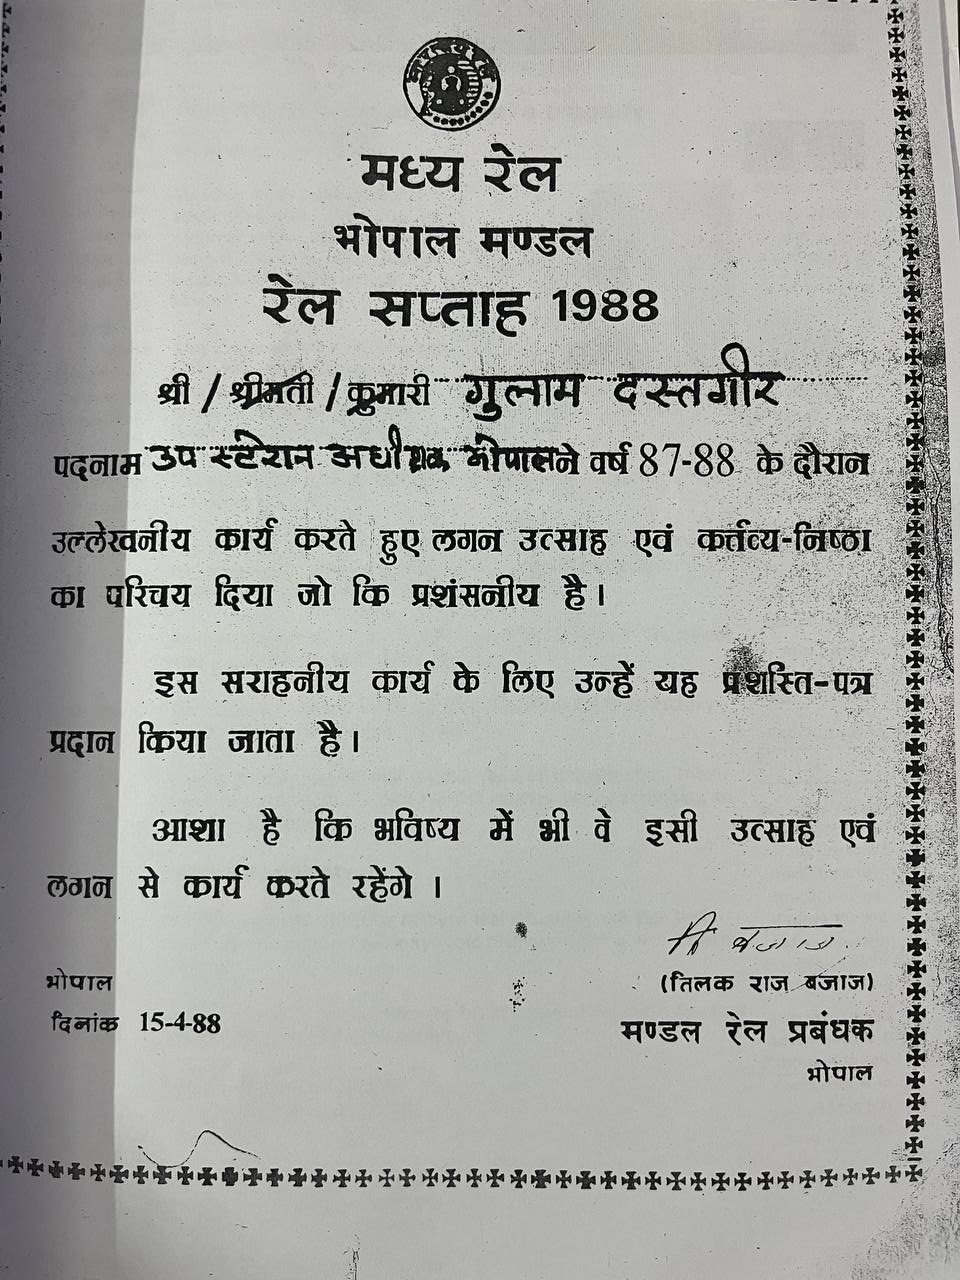 मध्य रेल
भोपाल मण्डल
रेल सप्ताह 1988
श्री / श्रीमती / कुमारी गुलाम दस्तगीर
पदनाम उप स्टेशन अधीक्षक भोपाल ने वर्ष 87-88 के दौरान
उल्लेखनीय कार्य करते हुए लगन उत्साह एवं कर्त्तव्य-निष्ठा
का परिचय दिया जो कि प्रशंसनीय है।
इस सराहनीय कार्य के लिए उन्हें यह प्रशस्ति-पत्र
प्रदान किया जाता है।
आशा है कि भविष्य में भी वे इसी उत्साह एवं
लगन से कार्य करते रहेंगे ।
बजाज
भोपाल (तिलक राज बजाज)
दिनांक 15-4-88 मण्डल रेल प्रबंधक
भोपाल